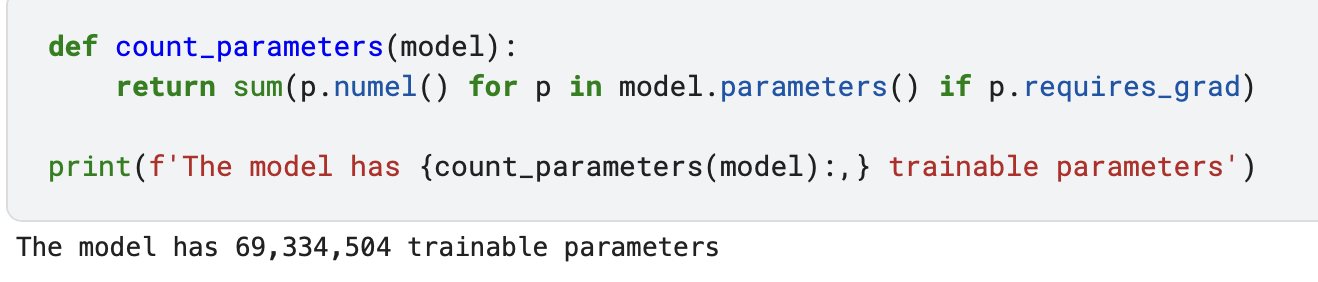 def count_parameters(model):
    return sum(p.numel() for p in model.parameters() if p.requires_grad)
print(f'The model has {count_parameters(model):,} trainable parameters')
The model has 69,334,504 trainable parameters